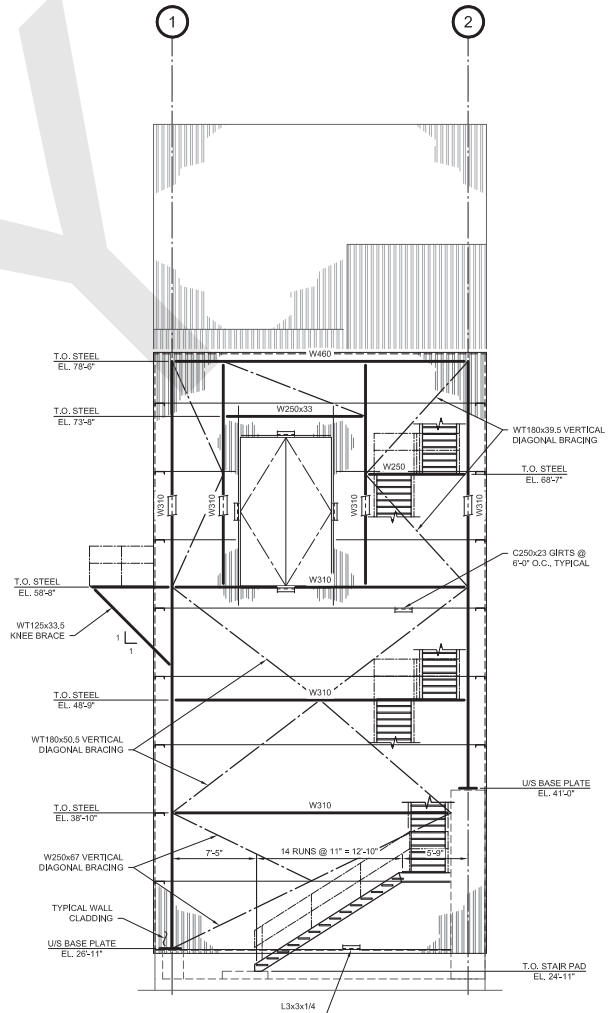 1
2
W460
T.O. STEEL
EL. 78'-6"
T.O. STEEL
EL. 73'-8"
W250x33
WT180x39.5 VERTICAL
DIAGONAL BRACING
W250
T.O. STEEL
EL. 68'-7"
W310
W310
W310
W310
C250x23 GIRTS @
6'-0" O.C., TYPICAL
T.O. STEEL
EL. 58'-8"
W310
WT125x33.5
KNEE BRACE
1
1
T.O. STEEL
EL. 48'-9"
W310
WT180x50.5 VERTICAL
DIAGONAL BRACING
U/S BASE PLATE
EL. 41'-0"
T.O. STEEL
EL. 38'-10"
W310
7'-5"
14 RUNS @ 11" = 12'-10"
5'-9"
W250x67 VERTICAL
DIAGONAL BRACING
TYPICAL WALL
CLADDING
U/S BASE PLATE
EL. 26'-11"
T.O. STAIR PAD
EL. 24'-11"
L3x3x1/4